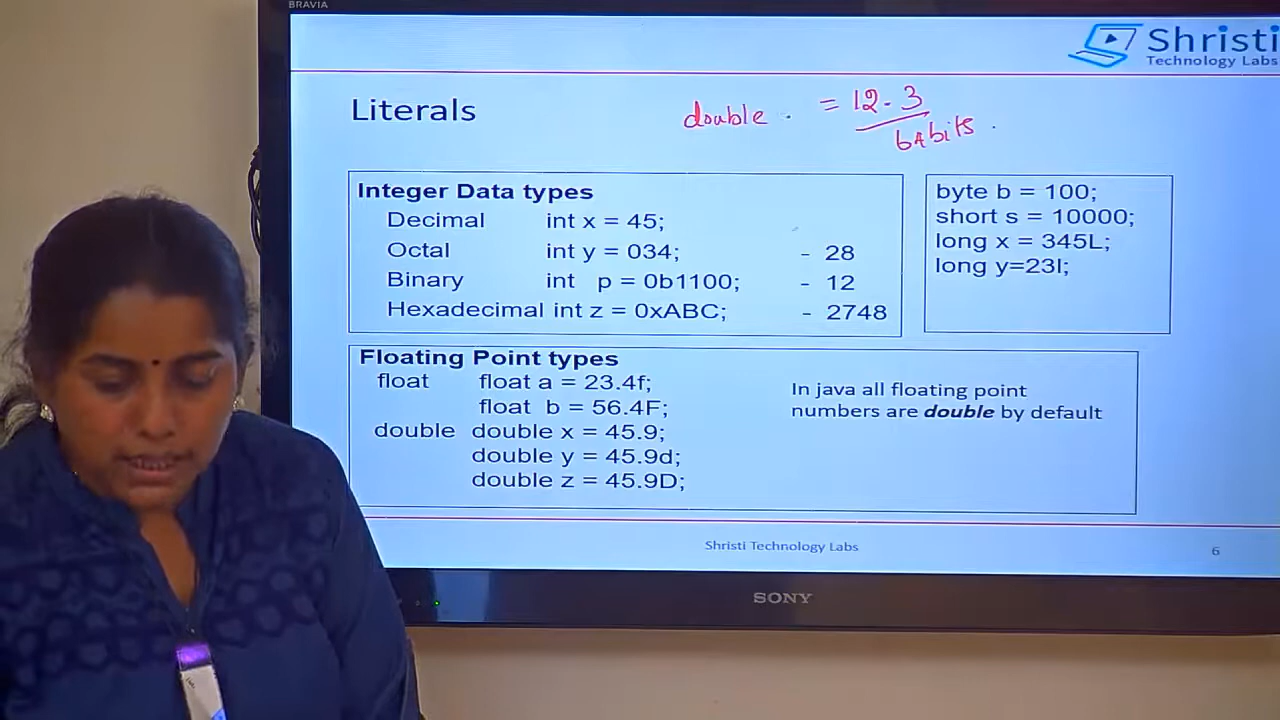 BRAVIA
Shristi
Technology Labs
Literals
double = 12.3
64bits
Integer Data types
Decimal int x = 45;
Octal int y = 034; - 28
Binary int p = 0b1100; - 12
Hexadecimal int z = 0xABC; - 2748
byte b = 100;
short s = 10000;
long x = 345L;
long y=23l;
Floating Point types
float float a = 23.4f;
float b = 56.4F;
double double x = 45.9;
double y = 45.9d;
double z = 45.9D;
In java all floating point
numbers are double by default
Shristi Technology Labs
6
SONY